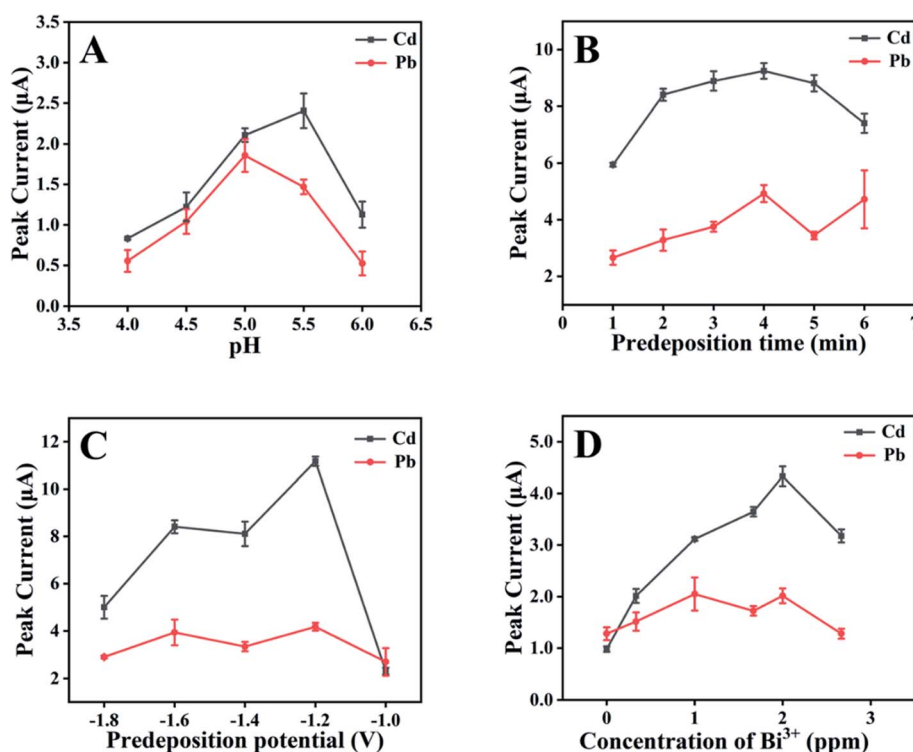 A
Cd
Pb
3.5
3.0
2.5
2.0
1.5
1.0
0.5
0.0
Peak Current (μA)
3.5 4.0 4.5 5.0 5.5 6.0 6.5
pH
B
Cd
Pb
10
8
6
4
2
Peak Current (μA)
0 1 2 3 4 5 6 7
Predeposition time (min)
C
Cd
Pb
12
10
8
6
4
2
Peak Current (μA)
-1.8 -1.6 -1.4 -1.2 -1.0
Predeposition potential (V)
D
Cd
Pb
5.0
4.0
3.0
2.0
1.0
0.0
Peak Current (μA)
0 1 2 3
Concentration of Bi³⁺ (ppm)